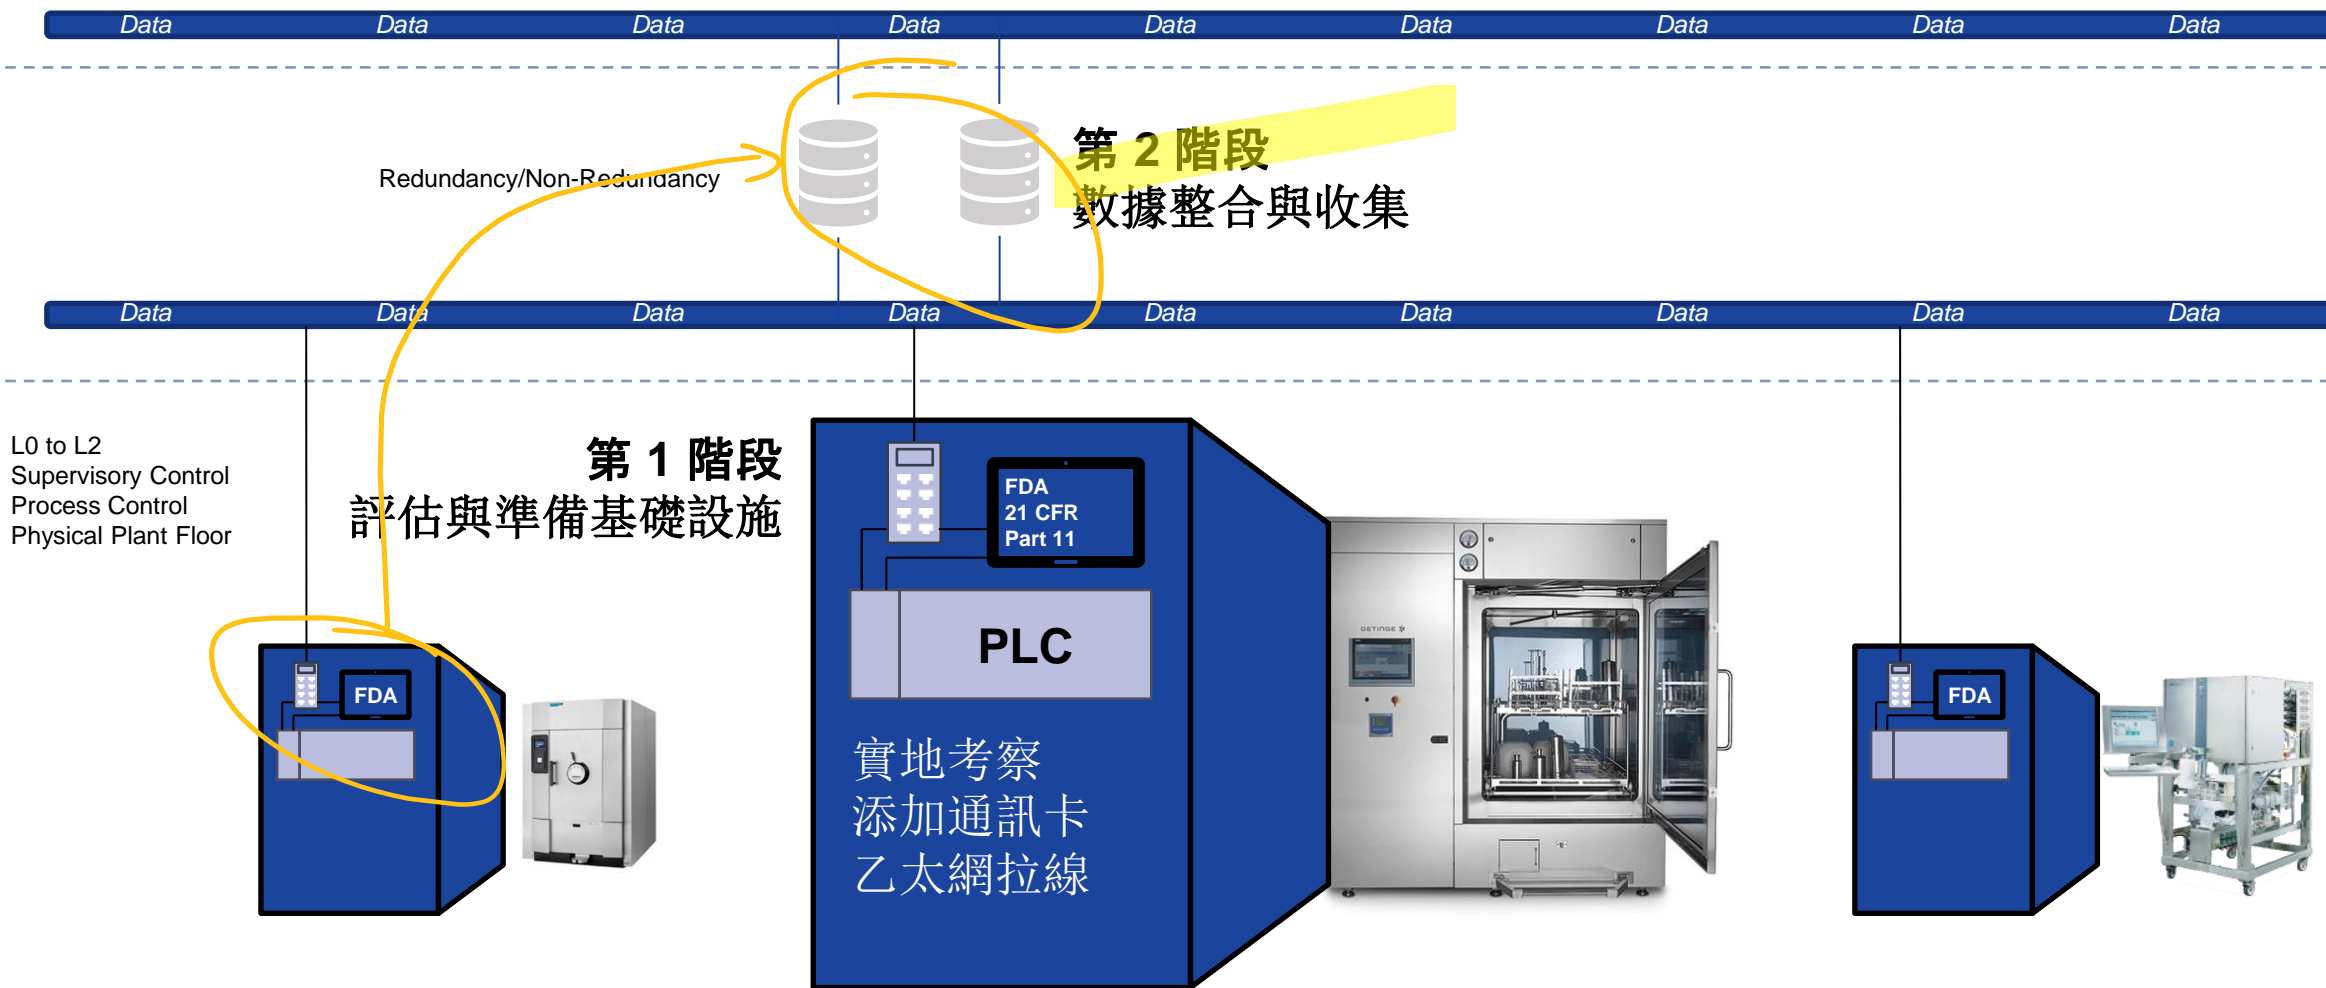 Data Data Data Data Data Data Data Data Data
Redundancy/Non-Redundancy
第 2 階段
數據整合與收集
Data Data Data Data Data Data Data Data Data
L0 to L2
Supervisory Control
Process Control
Physical Plant Floor
第 1 階段
評估與準備基礎設施
FDA
21 CFR
Part 11
PLC
實地考察
添加通訊卡
乙太網拉線
GETINGE
FDA
FDA